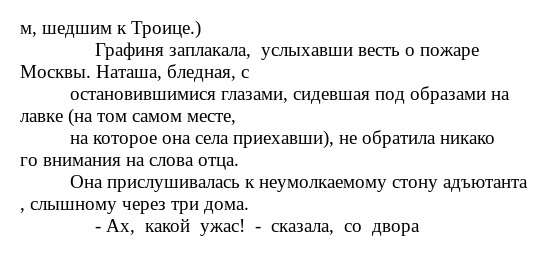 м, шедшим к Троице.)
Графиня заплакала, услыхавши весть о пожаре
Москвы. Наташа, бледная, с
остановившимися глазами, сидевшая под образами на
лавке (на том самом месте,
на которое она села приехавши), не обратила никако
го внимания на слова отца.
Она прислушивалась к неумолкаемому стону адъютанта
, слышному через три дома.
- Ах, какой ужас! - сказала, со двора